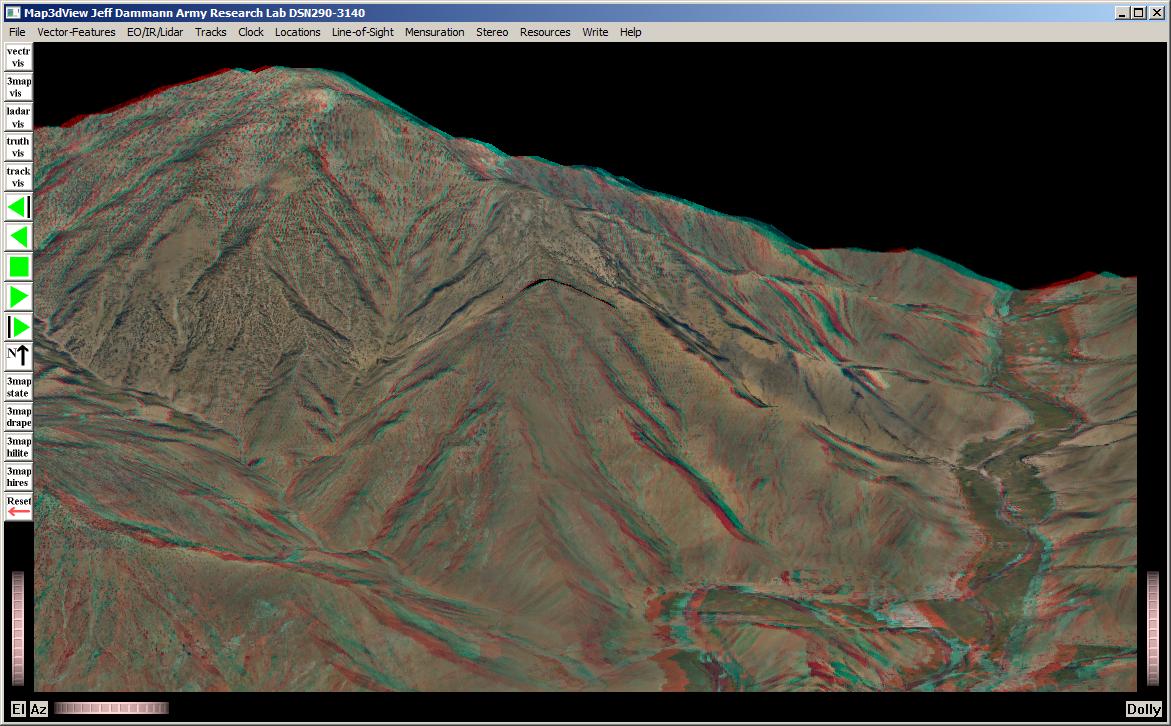 Map3dView Jeff Dammann Army Research Lab DSN290-3140
File Vector-Features EO/IR/Lidar Tracks Clock Locations Line-of-Sight Mensuration Stereo Resources Write Help
vectr
vis
3map
vis
ladar
vis
truth
vis
track
vis
N
3map
state
3map
drape
3map
hilite
3map
hires
Reset
El Az
Dolly